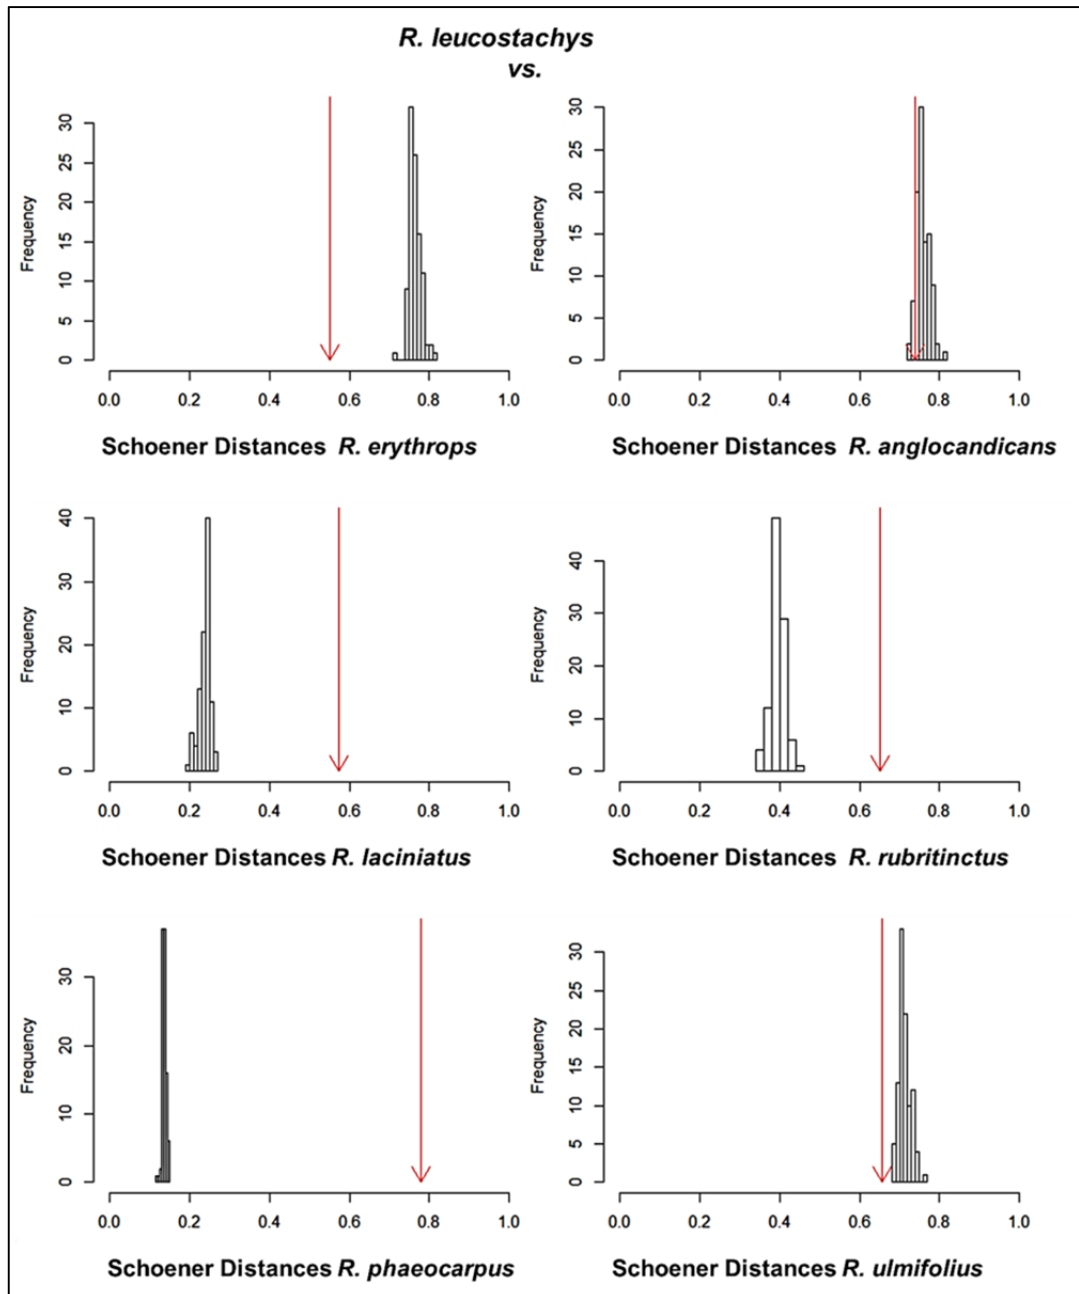 R. leucostachys
vs.
Frequency
0 5 10 15 20 25 30
0.0 0.2 0.4 0.6 0.8 1.0
Schoener Distances R. erythrops
Frequency
0 5 10 15 20 25 30
0.0 0.2 0.4 0.6 0.8 1.0
Schoener Distances R. anglocandicans
Frequency
0 10 20 30 40
0.0 0.2 0.4 0.6 0.8 1.0
Schoener Distances R. laciniatus
Frequency
0 10 20 30 40
0.0 0.2 0.4 0.6 0.8 1.0
Schoener Distances R. rubritinctus
Frequency
0 10 20 30
0.0 0.2 0.4 0.6 0.8 1.0
Schoener Distances R. phaeocarpus
Frequency
0 5 10 15 20 25 30
0.0 0.2 0.4 0.6 0.8 1.0
Schoener Distances R. ulmifolius